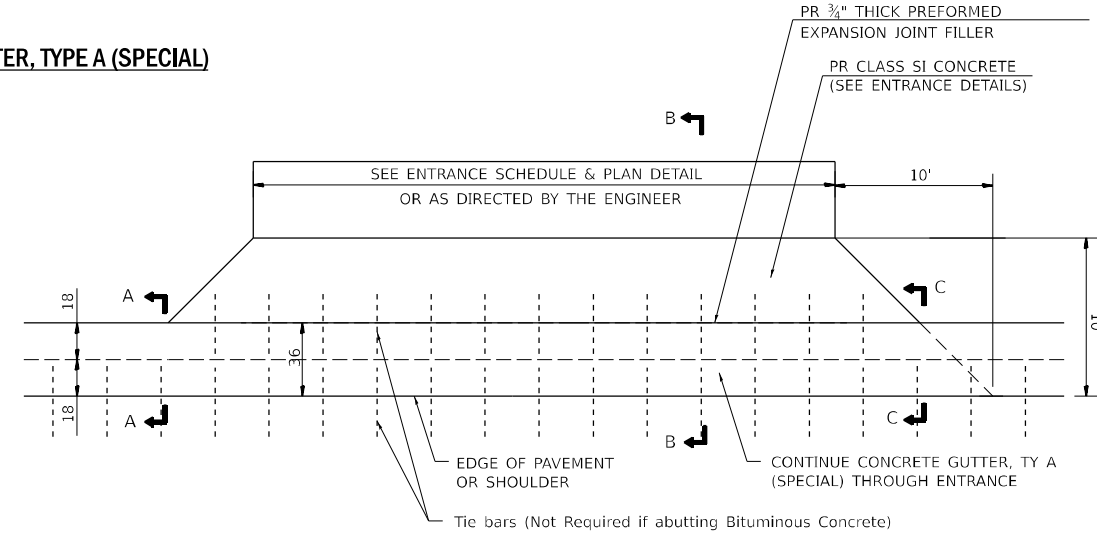 TER, TYPE A (SPECIAL)
PR ¾" THICK PREFORMED
EXPANSION JOINT FILLER
PR CLASS SI CONCRETE
(SEE ENTRANCE DETAILS)
B
SEE ENTRANCE SCHEDULE & PLAN DETAIL
OR AS DIRECTED BY THE ENGINEER
10'
A
C
18
36
18
A
B
C
EDGE OF PAVEMENT
OR SHOULDER
CONTINUE CONCRETE GUTTER, TY A
(SPECIAL) THROUGH ENTRANCE
Tie bars (Not Required if abutting Bituminous Concrete)